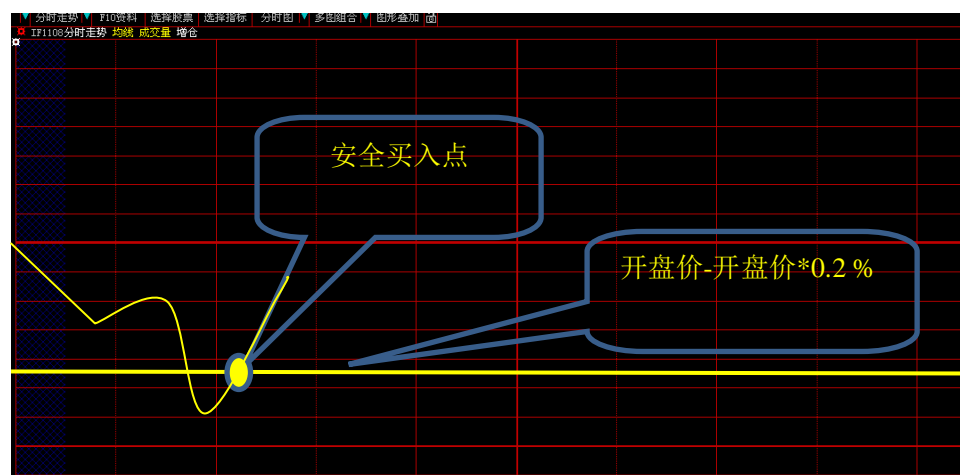 分时走势 F10资料 选择股票 选择指标 分时图 多图组合 图形叠加
IF1108分时走势 均线 成交量 增仓
安全买入点
开盘价-开盘价*0.2 %